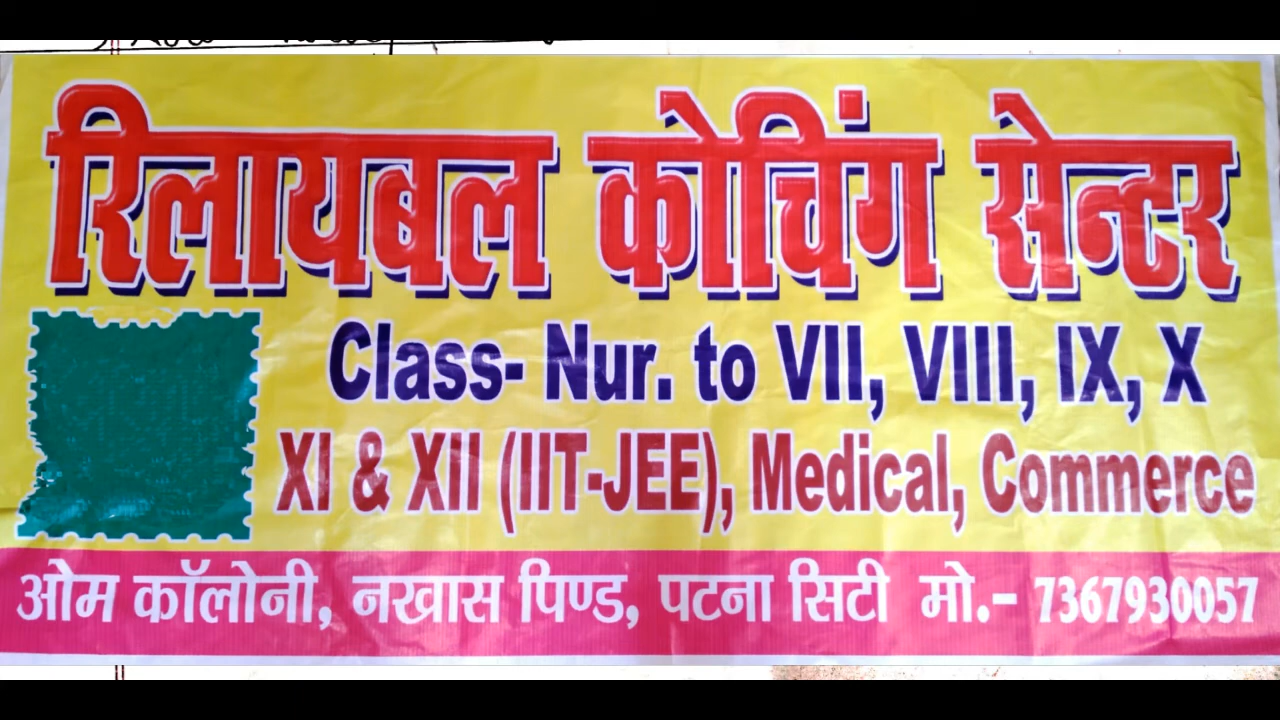 रिलायबल कोचिंग सेन्टर
Class- Nur. to VII, VIII, IX, X
XI & XII (IIT-JEE), Medical, Commerce
ओम कॉलोनी, नखास पिण्ड, पटना सिटी मो.- 7367930057